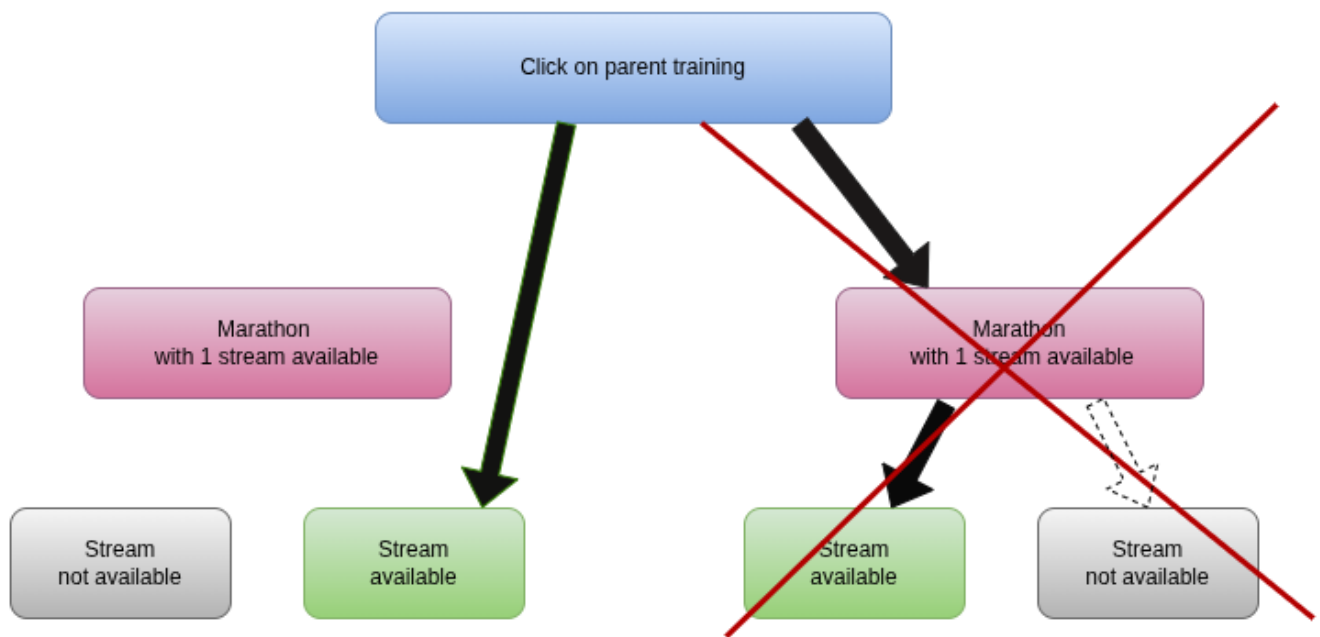 Click on parent training
Marathon
with 1 stream available
Marathon
with 1 stream available
Stream
not available
Stream
available
Stream
available
Stream
not available